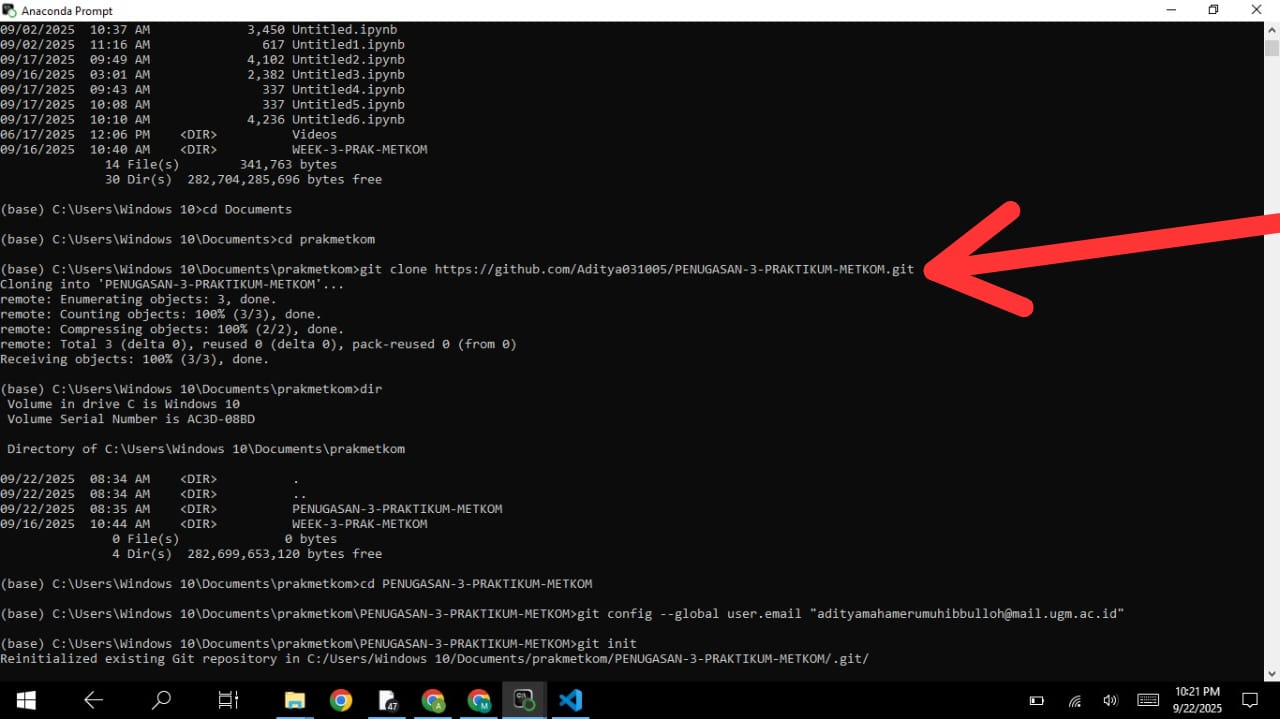 Anaconda Prompt
09/02/2025  10:37 AM             3,450 Untitled.ipynb
09/02/2025  11:16 AM               617 Untitled1.ipynb
09/17/2025  09:49 AM             4,102 Untitled2.ipynb
09/16/2025  03:01 AM             2,382 Untitled3.ipynb
09/17/2025  09:43 AM               337 Untitled4.ipynb
09/17/2025  10:08 AM               337 Untitled5.ipynb
09/17/2025  10:10 AM             4,236 Untitled6.ipynb
06/17/2025  12:06 PM    <DIR>          Videos
09/16/2025  10:40 AM    <DIR>          WEEK-3-PRAK-METKOM
              14 File(s)        341,763 bytes
              30 Dir(s)  282,704,285,696 bytes free
(base) C:\Users\Windows 10>cd Documents
(base) C:\Users\Windows 10\Documents>cd prakmetkom
(base) C:\Users\Windows 10\Documents\prakmetkom>git clone https://github.com/Aditya031005/PENUGASAN-3-PRAKTIKUM-METKOM.git
Cloning into 'PENUGASAN-3-PRAKTIKUM-METKOM'...
remote: Enumerating objects: 3, done.
remote: Counting objects: 100% (3/3), done.
remote: Compressing objects: 100% (2/2), done.
remote: Total 3 (delta 0), reused 0 (delta 0), pack-reused 0 (from 0)
Receiving objects: 100% (3/3), done.
(base) C:\Users\Windows 10\Documents\prakmetkom>dir
 Volume in drive C is Windows 10
 Volume Serial Number is AC3D-08BD
 Directory of C:\Users\Windows 10\Documents\prakmetkom
09/22/2025  08:34 AM    <DIR>          .
09/22/2025  08:34 AM    <DIR>          ..
09/22/2025  08:35 AM    <DIR>          PENUGASAN-3-PRAKTIKUM-METKOM
09/16/2025  10:44 AM    <DIR>          WEEK-3-PRAK-METKOM
               0 File(s)              0 bytes
               4 Dir(s)  282,699,653,120 bytes free
(base) C:\Users\Windows 10\Documents\prakmetkom>cd PENUGASAN-3-PRAKTIKUM-METKOM
(base) C:\Users\Windows 10\Documents\prakmetkom\PENUGASAN-3-PRAKTIKUM-METKOM>git config --global user.email "adityamahamerumuhibbulloh@mail.ugm.ac.id"
(base) C:\Users\Windows 10\Documents\prakmetkom\PENUGASAN-3-PRAKTIKUM-METKOM>git init
Reinitialized existing Git repository in C:/Users/Windows 10/Documents/prakmetkom/PENUGASAN-3-PRAKTIKUM-METKOM/.git/
47
A
M
10:21 PM
9/22/2025